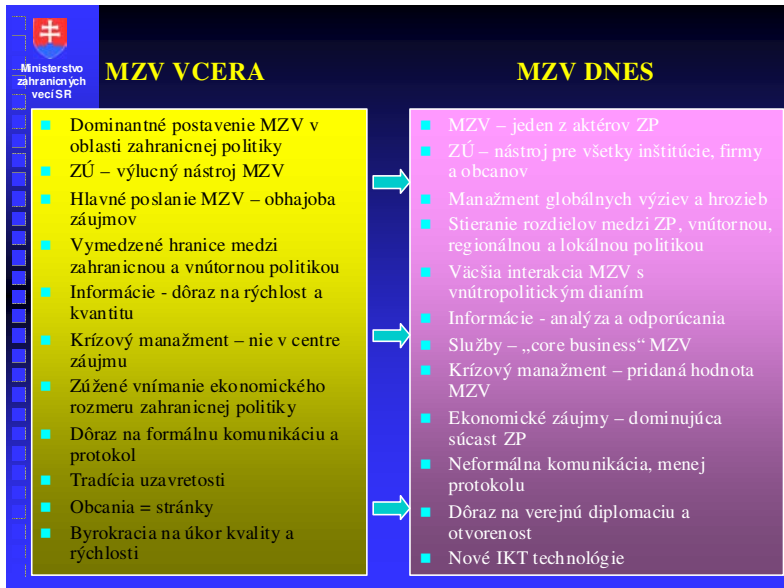 Ministerstvo
zahranicných
vecí SR
MZV VCERA
MZV DNES
Dominantné postavenie MZV v
oblasti zahranicnej politiky
ZÚ – výlucný nástroj MZV
Hlavné poslanie MZV – obhajoba
záujmov
Vymedzené hranice medzi
zahranicnou a vnútornou politikou
Informácie - dôraz na rýchlost a
kvantitu
Krízový manažment – nie v centre
záujmu
Zúžené vnímanie ekonomického
rozmeru zahranicnej politiky
Dôraz na formálnu komunikáciu a
protokol
Tradícia uzavretosti
Obcania = stránky
Byrokracia na úkor kvality a
rýchlosti
MZV – jeden z aktérov ZP
ZÚ – nástroj pre všetky inštitúcie, firmy
a obcanov
Manažment globálnych výziev a hrozieb
Stieranie rozdielov medzi ZP, vnútornou,
regionálnou a lokálnou politikou
Väcšia interakcia MZV s
vnútropolitickým dianím
Informácie - analýza a odporúcania
Služby – „core business“ MZV
Krízový manažment – pridaná hodnota
MZV
Ekonomické záujmy – dominujúca
súcast ZP
Neformálna komunikácia, menej
protokolu
Dôraz na verejnú diplomaciu a
otvorenost
Nové IKT technológie